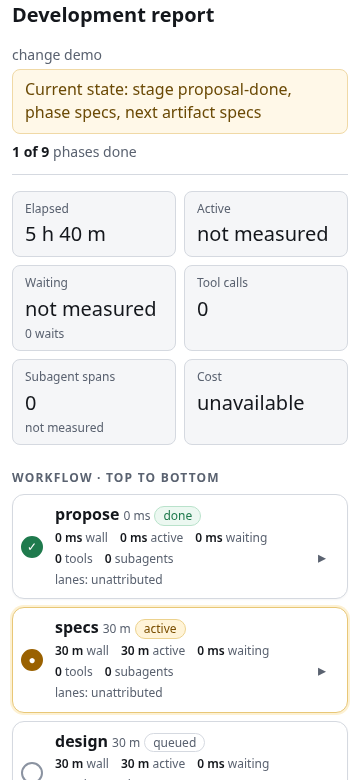 Development report
change demo
Current state: stage proposal-done,
phase specs, next artifact specs
1 of 9 phases done
Elapsed
5 h 40 m
Active
not measured
Waiting
not measured
0 waits
Tool calls
0
Subagent spans
0
not measured
Cost
unavailable
WORKFLOW · TOP TO BOTTOM
propose 0 ms done
0 ms wall 0 ms active 0 ms waiting
0 tools 0 subagents
lanes: unattributed
specs 30 m active
30 m wall 30 m active 0 ms waiting
0 tools 0 subagents
lanes: unattributed
design 30 m queued
30 m wall 30 m active 0 ms waiting